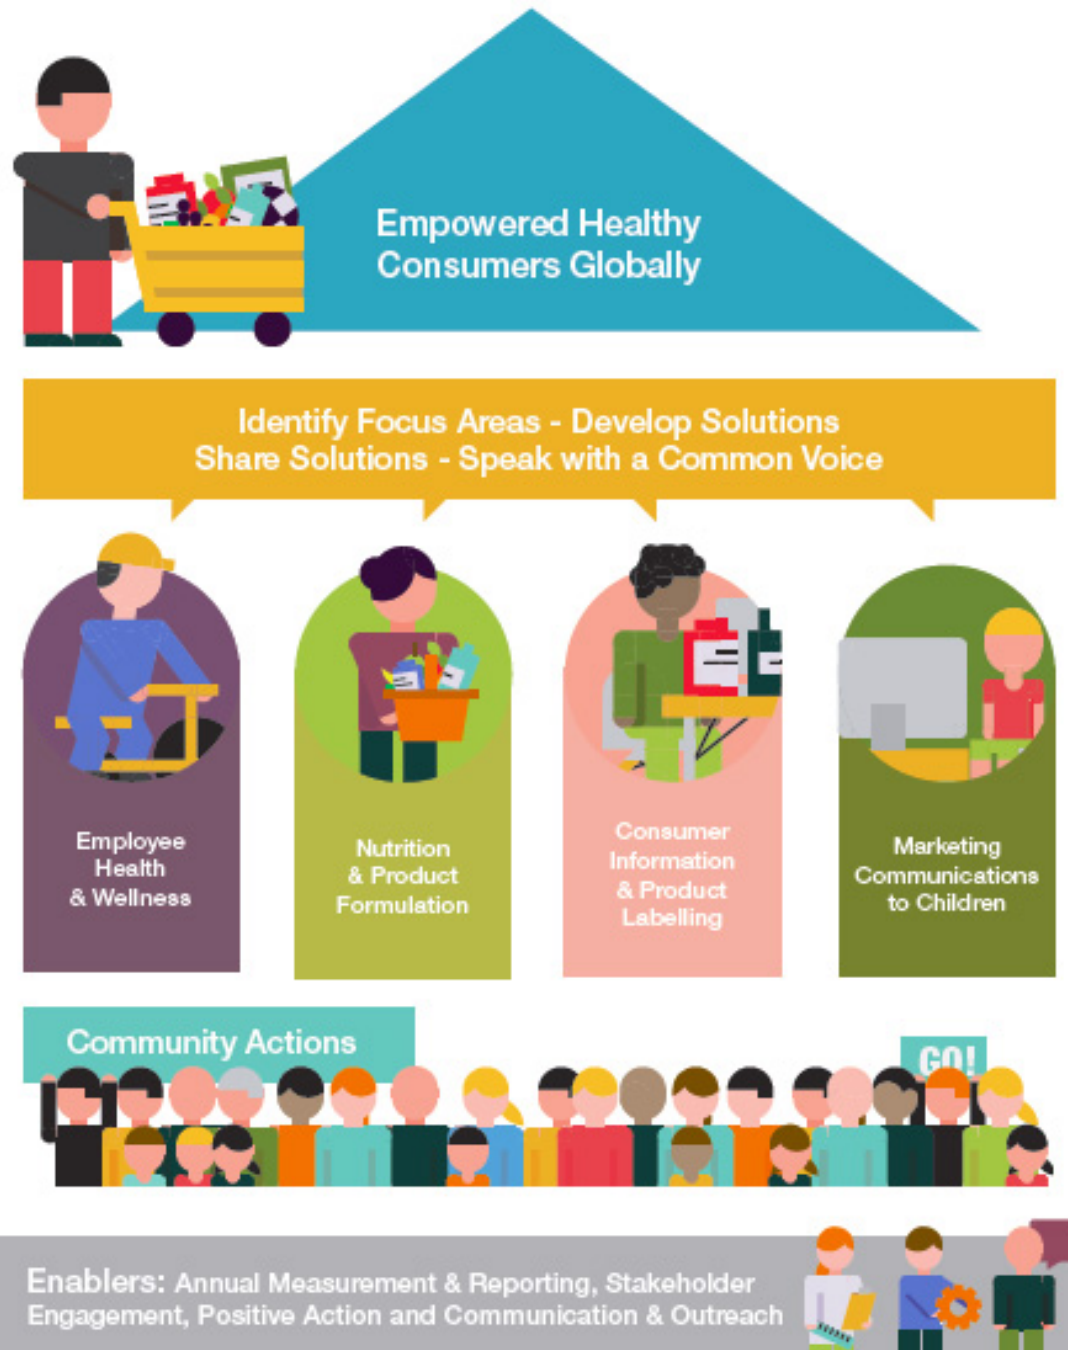 Empowered Healthy
Consumers Globally
Identify Focus Areas - Develop Solutions
Share Solutions - Speak with a Common Voice
Employee
Health
& Wellness
Nutrition
& Product
Formulation
Consumer
Information
& Product
Labelling
Marketing
Communications
to Children
Community Actions
GO!
Enablers: Annual Measurement & Reporting, Stakeholder
Engagement, Positive Action and Communication & Outreach